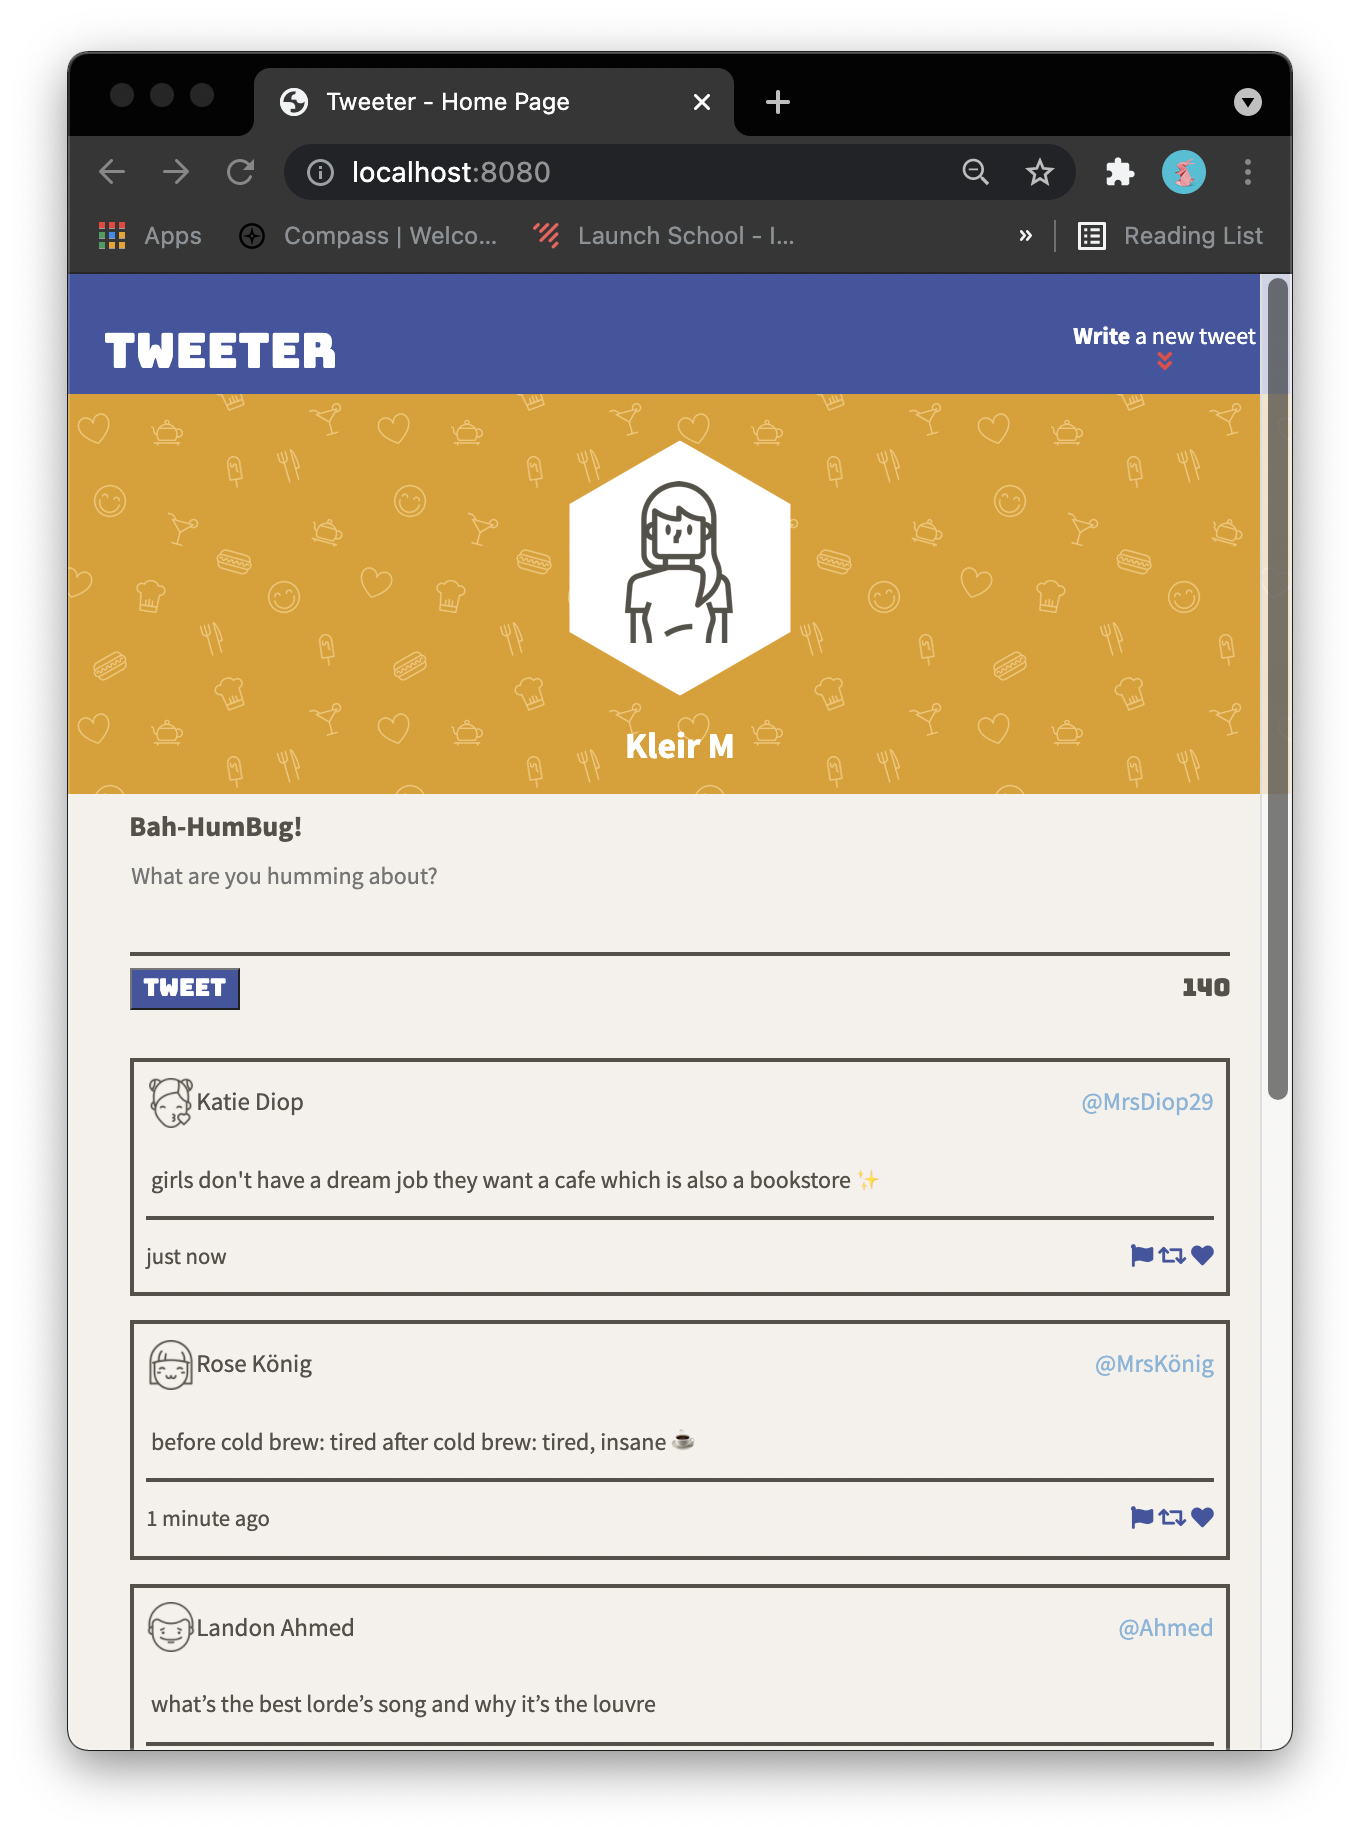 Tweeter - Home Page
localhost:8080
Apps
Compass | Welco...
Launch School - I...
»
Reading List
TWEETER
Write a new tweet
Kleir M
Bah-HumBug!
What are you humming about?
TWEET
140
Katie Diop
@MrsDiop29
girls don't have a dream job they want a cafe which is also a bookstore ✨
just now
Rose König
@MrsKönig
before cold brew: tired after cold brew: tired, insane ☕
1 minute ago
Landon Ahmed
@Ahmed
what’s the best lorde’s song and why it’s the louvre